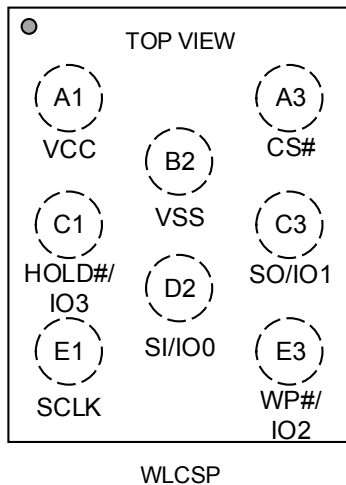 TOP VIEW
A1 A3
VCC CS#
B2
VSS
C1 C3
HOLD#/ SO/IO1
IO3
D2
SI/IO0
E1 E3
SCLK WP#/
IO2
WLCSP